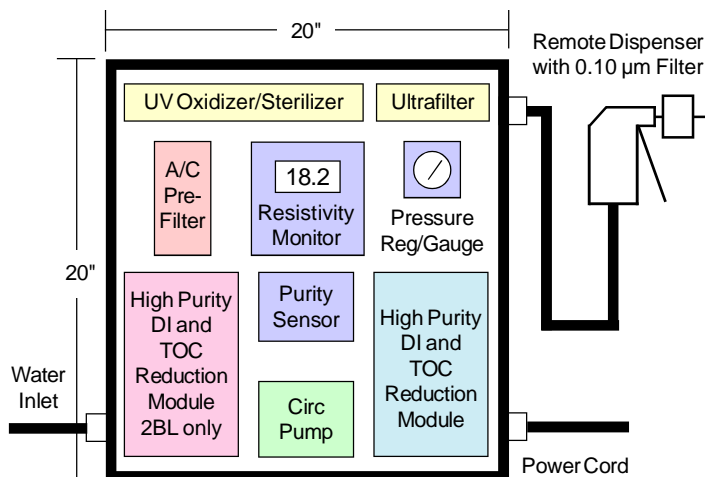 20"
Remote Dispenser
with 0.10 µm Filter
UV Oxidizer/Sterilizer
Ultrafilter
A/C
Pre-
Filter
18.2
Resistivity
Monitor
Pressure
Reg/Gauge
20"
High Purity
DI and
TOC
Reduction
Module
2BL only
Purity
Sensor
High Purity
DI and
TOC
Reduction
Module
Water
Inlet
Circ
Pump
Power Cord